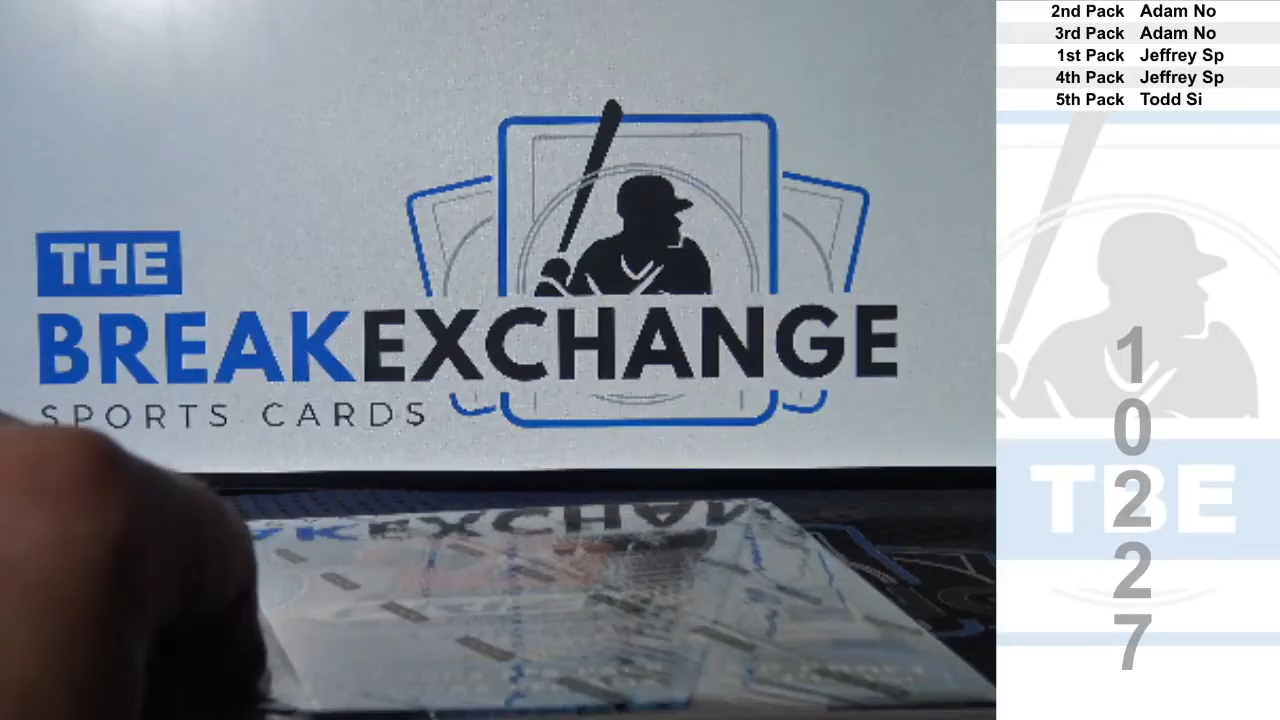 THE
BREAKEXCHANGE
SPORTS CARDS
2nd Pack Adam No
3rd Pack Adam No
1st Pack Jeffrey Sp
4th Pack Jeffrey Sp
5th Pack Todd Si
TBE
1
0
2
2
7